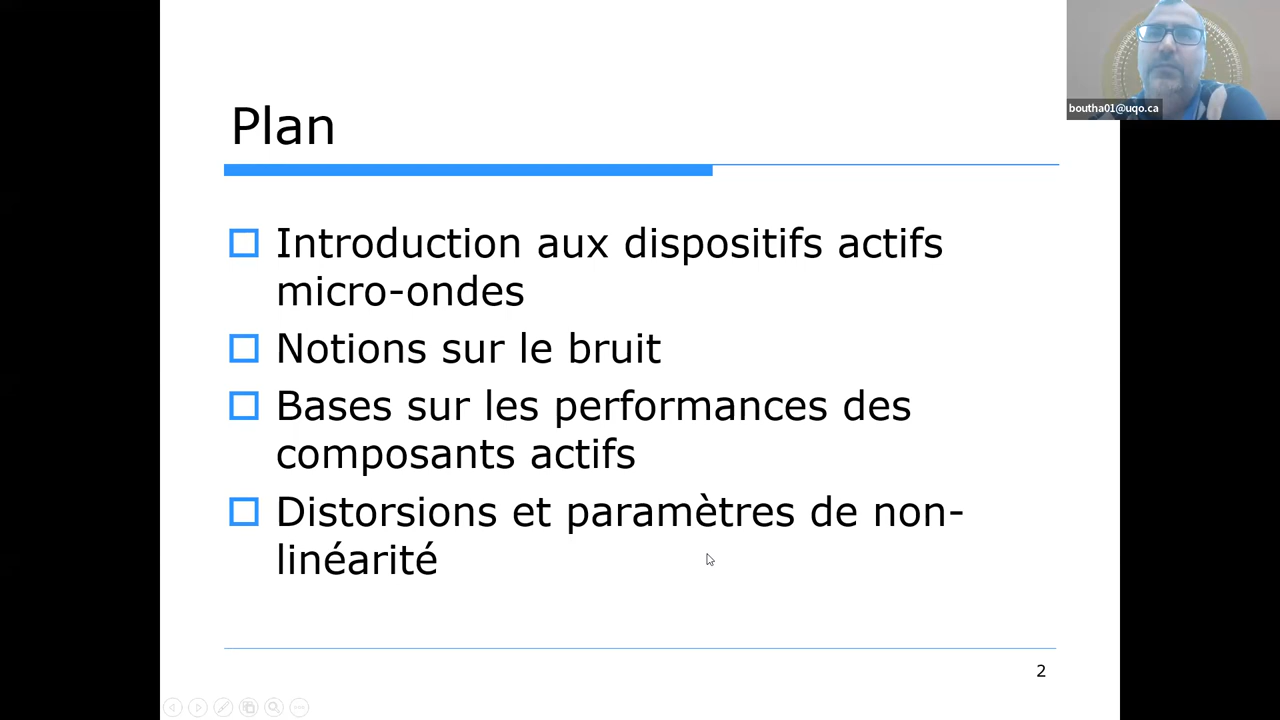 boutha01@uqo.ca
Plan
Introduction aux dispositifs actifs
micro-ondes
Notions sur le bruit
Bases sur les performances des
composants actifs
Distorsions et paramètres de non-
linéarité
2